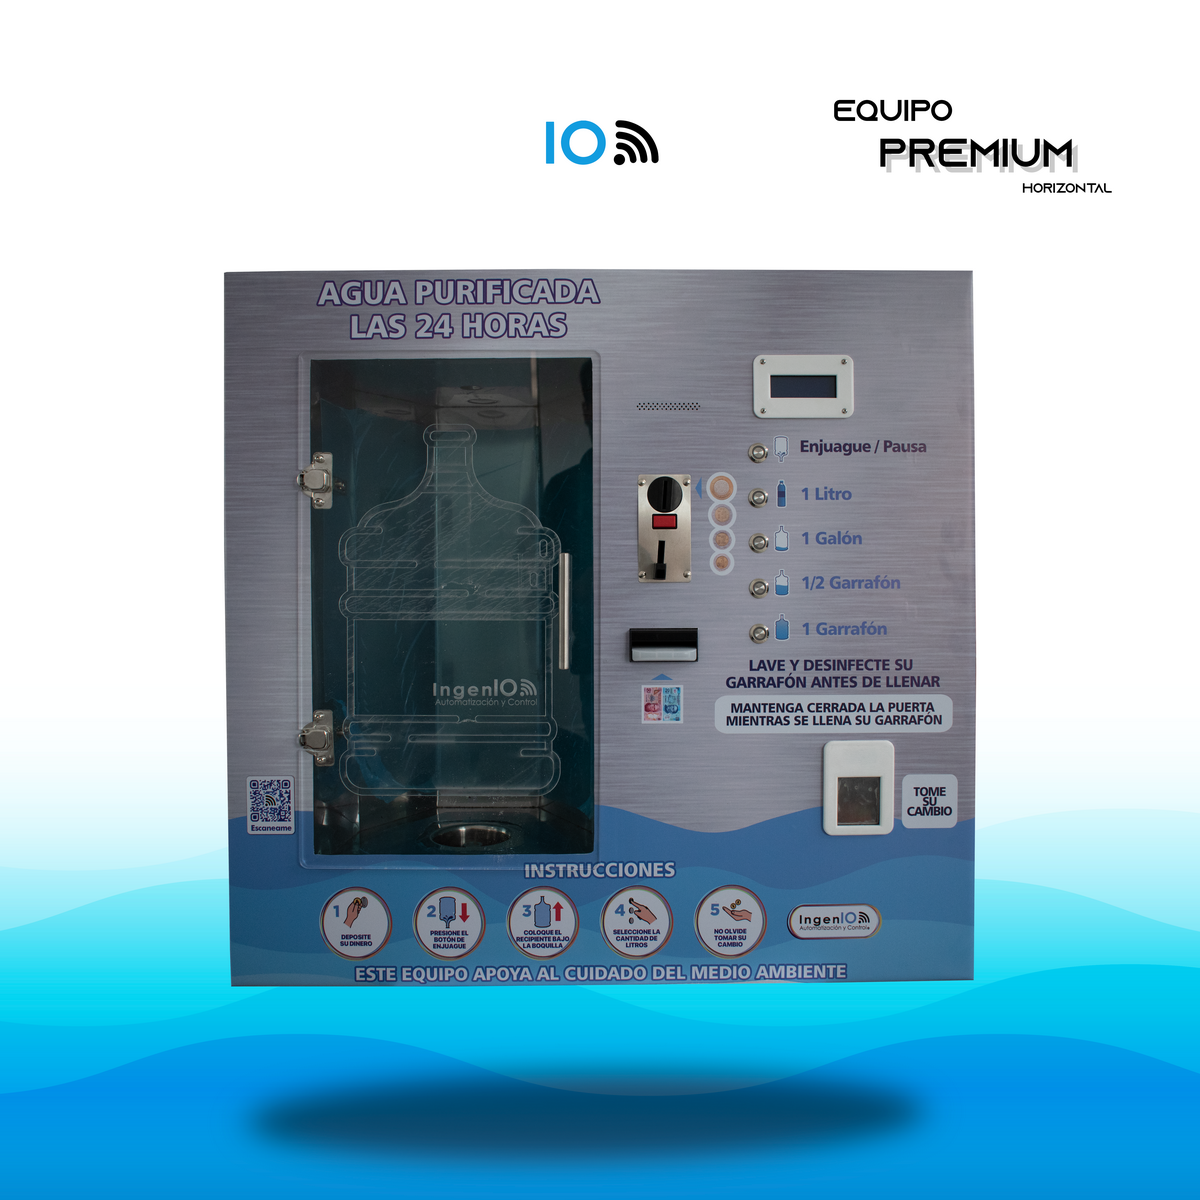 IO
EQUIPO
PREMIUM
HORIZONTAL
AGUA PURIFICADA
LAS 24 HORAS
Enjuague / Pausa
1 Litro
1 Galón
1/2 Garrafón
1 Garrafón
LAVE Y DESINFECTE SU
GARRAFÓN ANTES DE LLENAR
MANTENGA CERRADA LA PUERTA
MIENTRAS SE LLENA SU GARRAFÓN
IngenIO
Automatización y Control
TOME
SU
CAMBIO
Escaneame
INSTRUCCIONES
1
DEPOSITE
SU DINERO
2
PRESIONE EL
BOTÓN DE
ENJUAGUE
3
COLOQUE EL
RECIPIENTE BAJO
LA BOQUILLA
4
SELECCIONE LA
CANTIDAD DE
LITROS
5
NO OLVIDE
TOMAR SU
CAMBIO
IngenIO
Automatización y Control
ESTE EQUIPO APOYA AL CUIDADO DEL MEDIO AMBIENTE